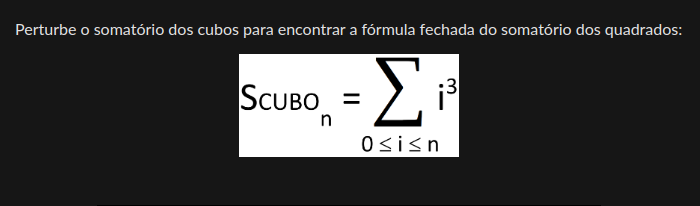 Perturbe o somatório dos cubos para encontrar a fórmula fechada do somatório dos quadrados:
SCUBOₙ = ∑ i³
0 ≤ i ≤ n